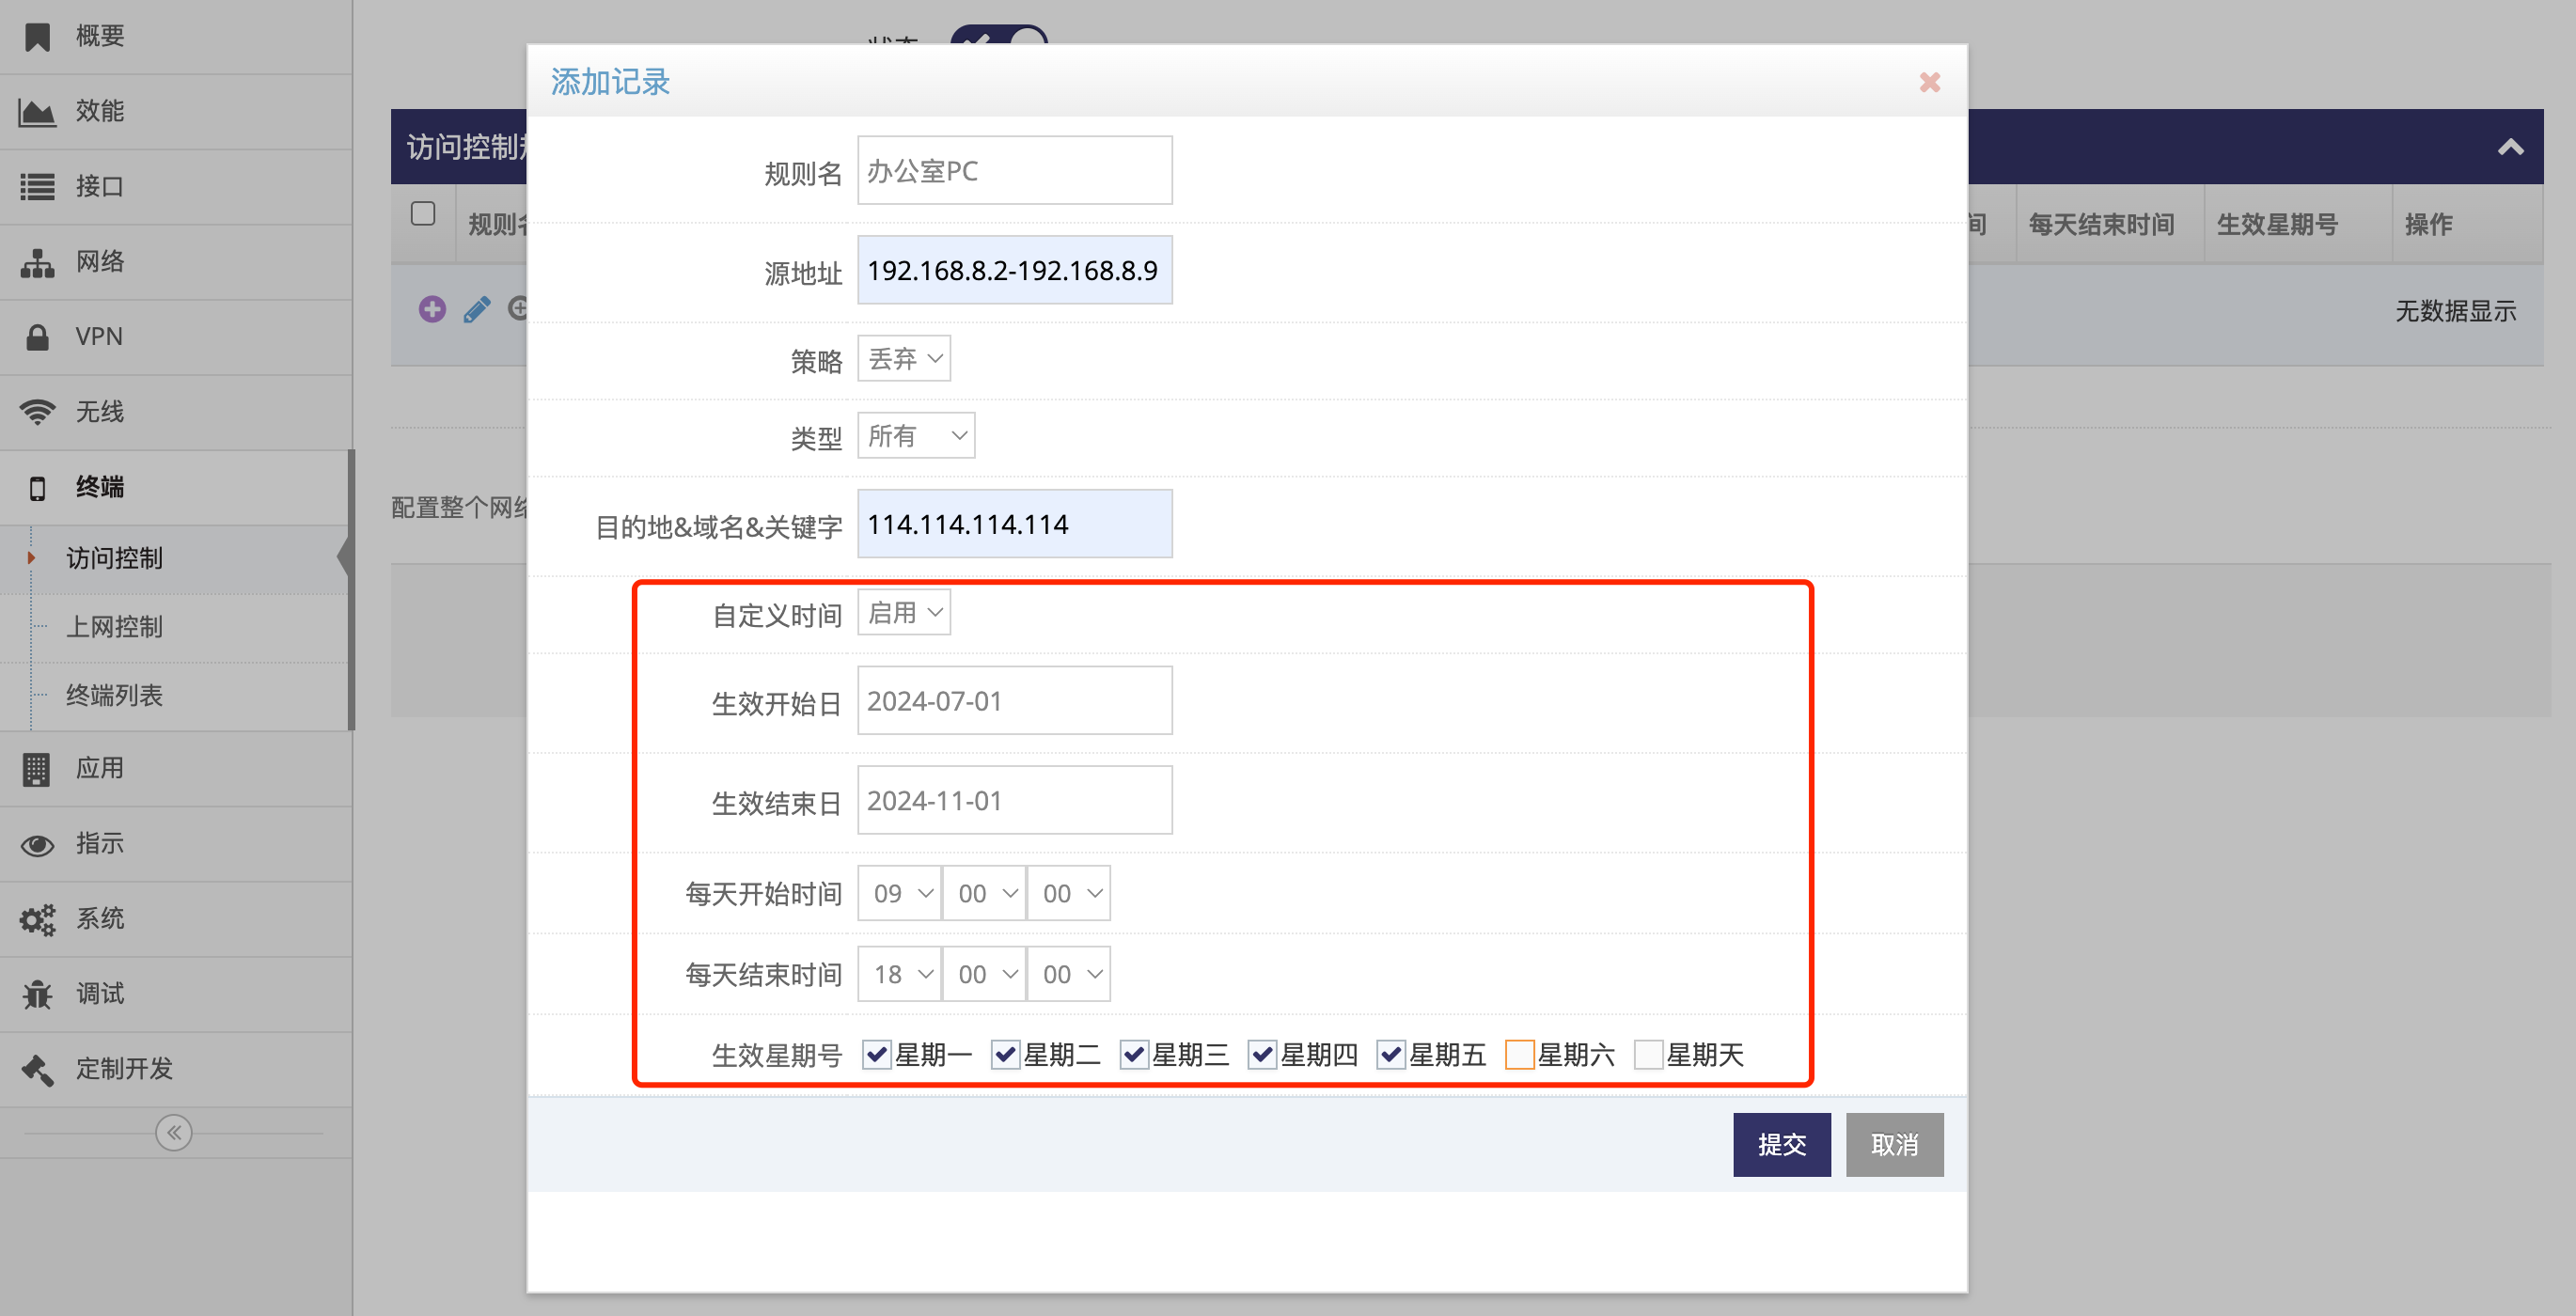 概要
效能
接口
网络
VPN
无线
终端
访问控制
上网控制
终端列表
应用
指示
系统
调试
定制开发
状态
访问控制
规则名
每天结束时间
生效星期号
操作
无数据显示
配置整个网络
添加记录
规则名 办公室PC
源地址 192.168.8.2-192.168.8.9
策略 丢弃
类型 所有
目的地&域名&关键字 114.114.114.114
自定义时间 启用
生效开始日 2024-07-01
生效结束日 2024-11-01
每天开始时间 09 00 00
每天结束时间 18 00 00
生效星期号 星期一 星期二 星期三 星期四 星期五 星期六 星期天
提交 取消